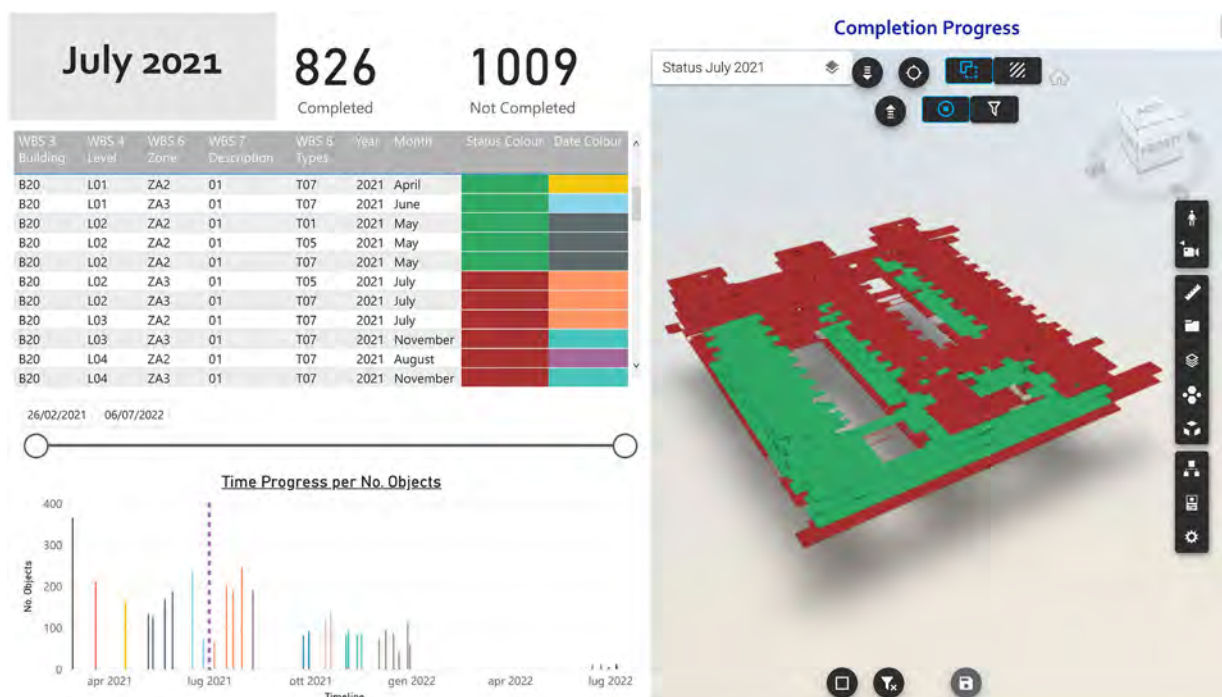 July 2021
826
Completed
1009
Not Completed
WBS 3 Building WBS 4 Level WBS 6 Zone WBS 7 Description WBS 8 Types Year Month Status Colour Date Colour
B20 L01 ZA2 01 T07 2021 April
B20 L01 ZA3 01 T07 2021 June
B20 L02 ZA2 01 T01 2021 May
B20 L02 ZA2 01 T05 2021 May
B20 L02 ZA2 01 T07 2021 May
B20 L02 ZA3 01 T05 2021 July
B20 L02 ZA3 01 T07 2021 July
B20 L03 ZA2 01 T07 2021 July
B20 L03 ZA3 01 T07 2021 November
B20 L04 ZA2 01 T07 2021 August
B20 L04 ZA3 01 T07 2021 November
26/02/2021 06/07/2022
Time Progress per No. Objects
No. Objects
400
300
200
100
0
apr 2021 lug 2021 ott 2021 gen 2022 apr 2022 lug 2022
Timeline
Completion Progress
Status July 2021